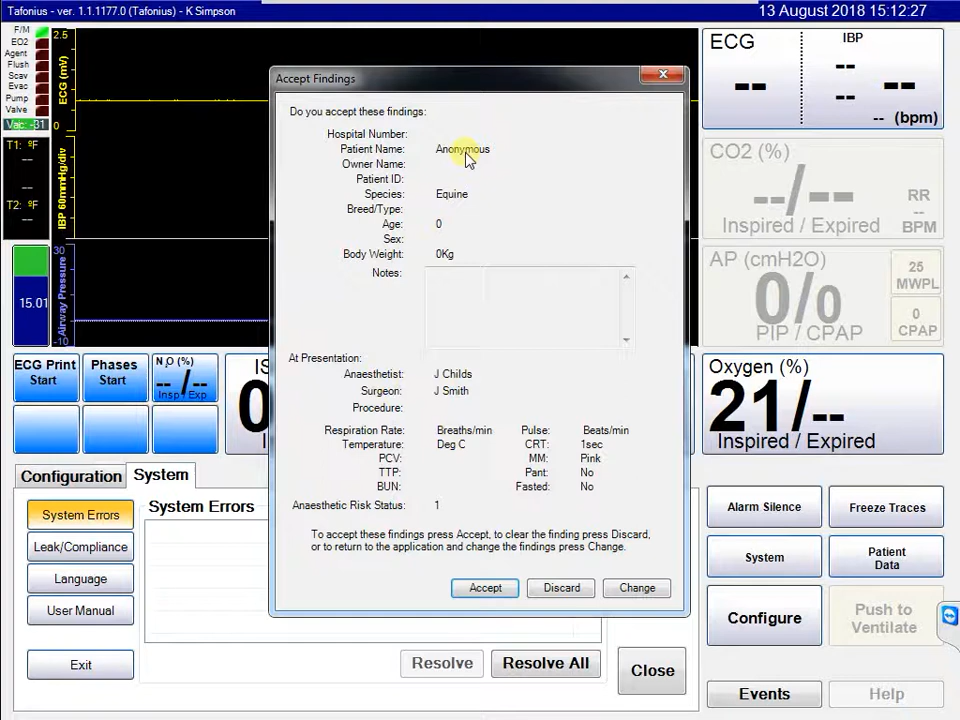 Tafonius - ver. 1.1.1177.0 (Tafonius) - K Simpson
13 August 2018 15:12:27
F/M
EO2
Agent
Flush
Scav
Evac
Pump
Valve
Vac: -31
T1: ºF
--
--
T2: ºF
--
--
15.01
2.5
ECG (mV)
0
IBP 60mmHg/div
30
Airway Pressure
-10
ECG
--
IBP
--
--
--
-- (bpm)
CO2 (%)
--/--
Inspired / Expired
RR
--
BPM
AP (cmH2O)
0/0
PIP / CPAP
25
MWPL
0
CPAP
ECG Print
Start
Phases
Start
N2O (%)
--/--
Insp / Exp
Oxygen (%)
21/--
Inspired / Expired
Configuration
System
System Errors
Leak/Compliance
Language
User Manual
Exit
System Errors
Resolve
Resolve All
Close
Alarm Silence
Freeze Traces
System
Patient
Data
Configure
Push to
Ventilate
Events
Help
Accept Findings
Do you accept these findings:
Hospital Number:
Patient Name: Anonymous
Owner Name:
Patient ID:
Species: Equine
Breed/Type:
Age: 0
Sex:
Body Weight: 0Kg
Notes:
At Presentation:
Anaesthetist: J Childs
Surgeon: J Smith
Procedure:
Respiration Rate: Breaths/min Pulse: Beats/min
Temperature: Deg C CRT: 1sec
PCV: MM: Pink
TTP: Pant: No
BUN: Fasted: No
Anaesthetic Risk Status: 1
To accept these findings press Accept, to clear the finding press Discard,
or to return to the application and change the findings press Change.
Accept
Discard
Change